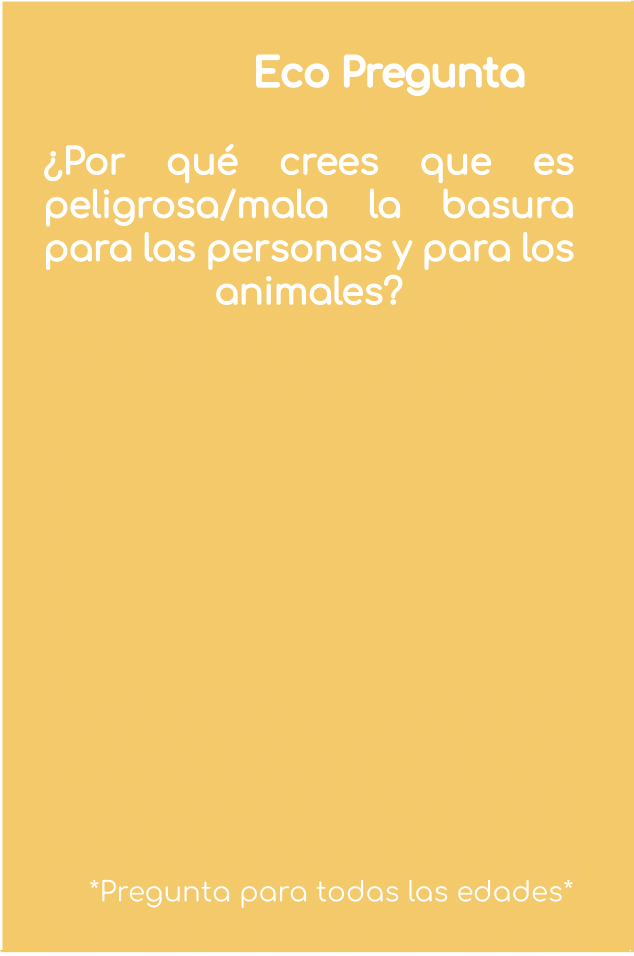 Eco Pregunta
¿Por qué crees que es
peligrosa/mala la basura
para las personas y para los
animales?
*Pregunta para todas las edades*